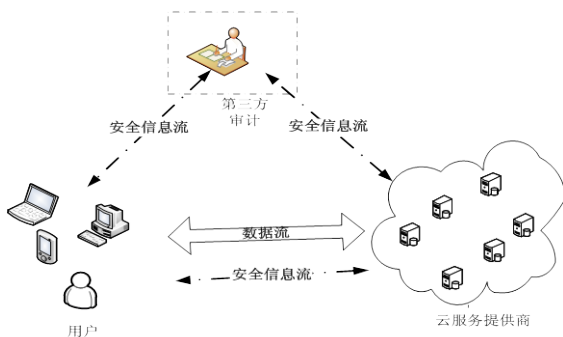 第三方
审计
安全信息流
安全信息流
数据流
安全信息流
用户
云服务提供商